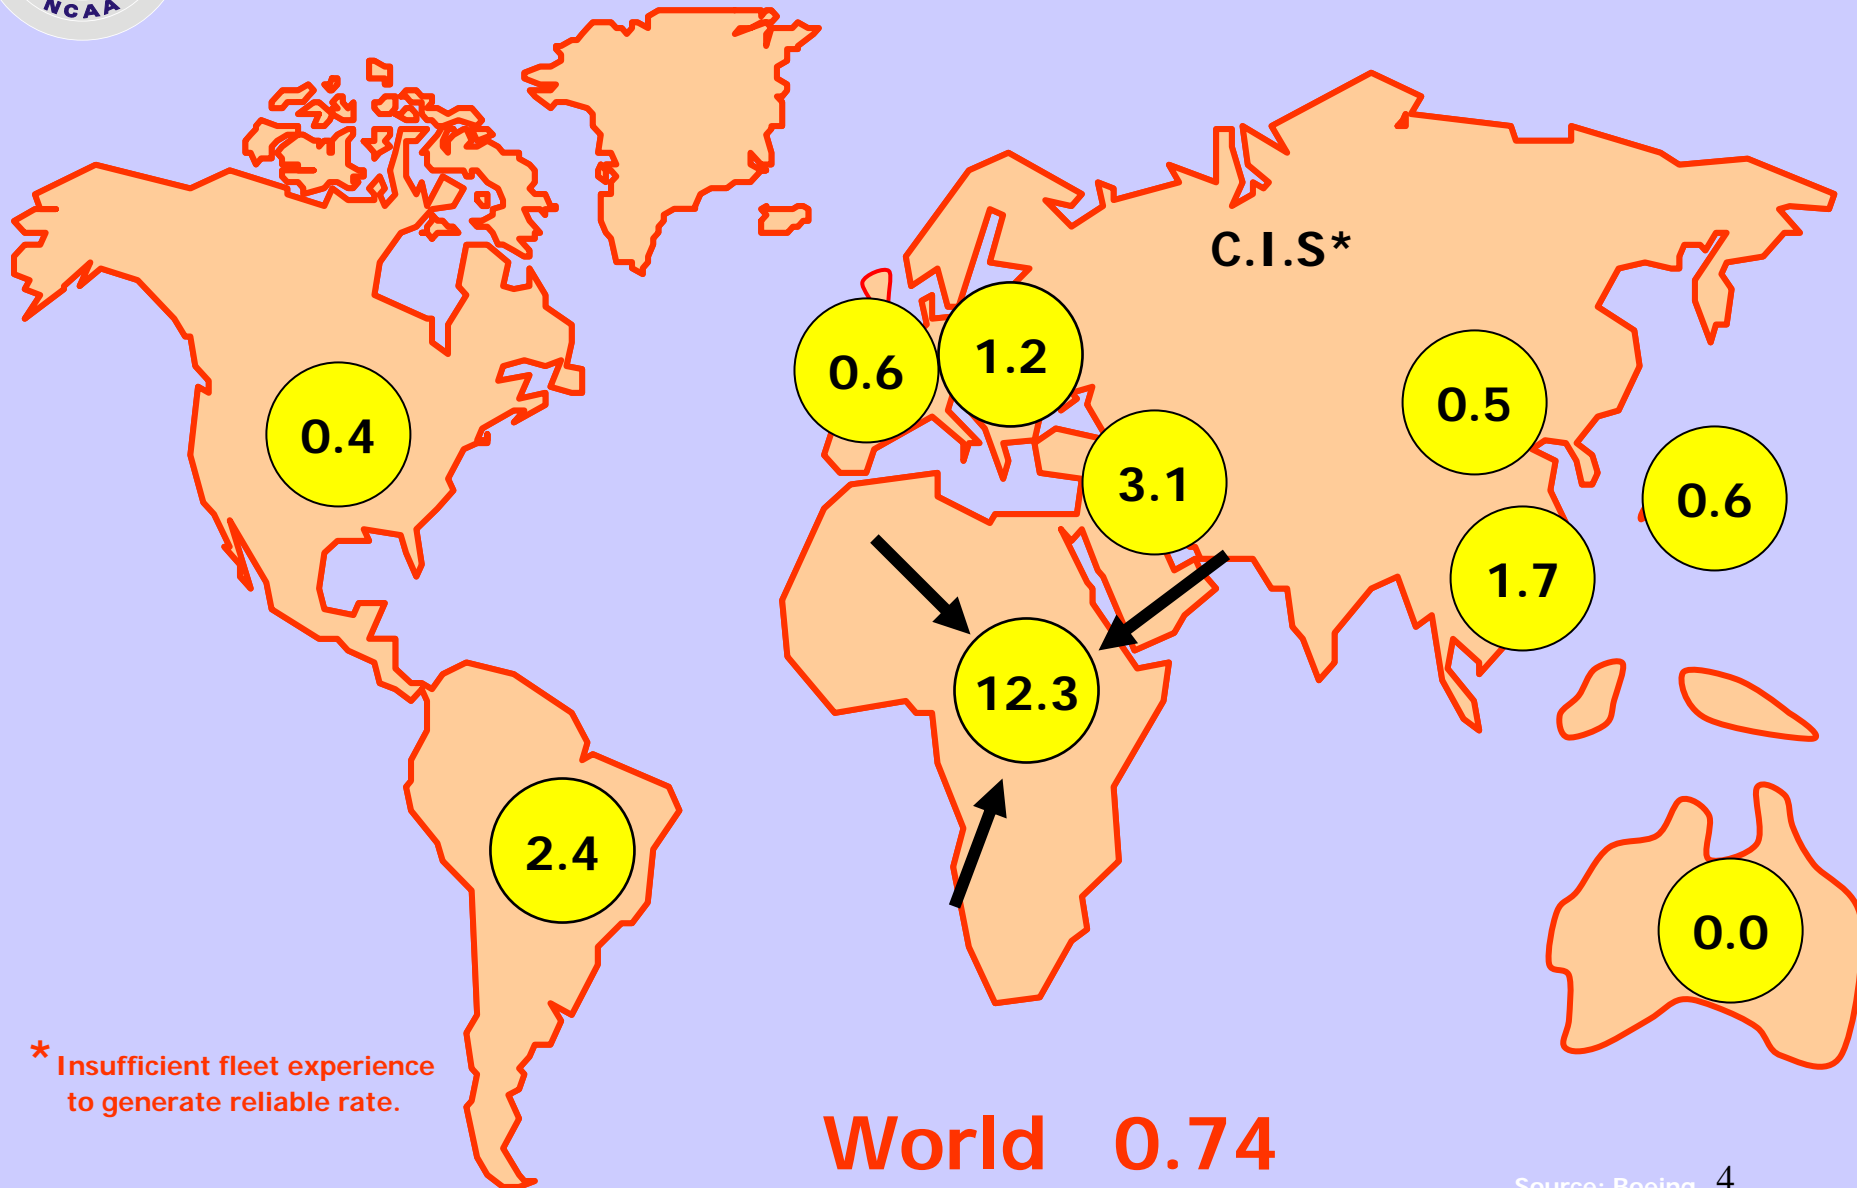 NCAA
C.I.S*
1.2
0.6
0.5
0.4
3.1
0.6
1.7
12.3
2.4
0.0
* Insufficient fleet experience
to generate reliable rate.
World 0.74
Source: Boeing 4